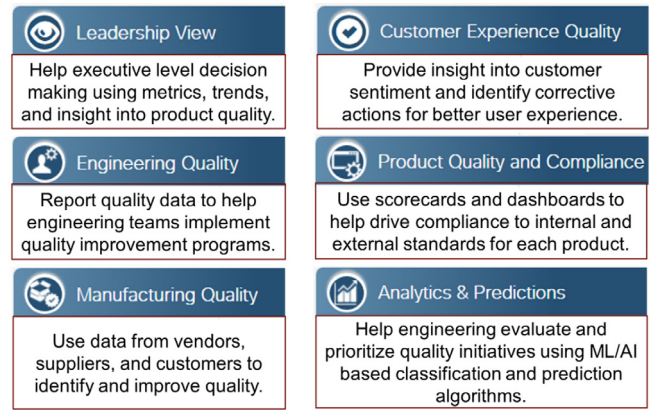 Leadership View
Help executive level decision
making using metrics, trends,
and insight into product quality.
Customer Experience Quality
Provide insight into customer
sentiment and identify corrective
actions for better user experience.
Engineering Quality
Report quality data to help
engineering teams implement
quality improvement programs.
Product Quality and Compliance
Use scorecards and dashboards to
help drive compliance to internal and
external standards for each product.
Manufacturing Quality
Use data from vendors,
suppliers, and customers to
identify and improve quality.
Analytics & Predictions
Help engineering evaluate and
prioritize quality initiatives using ML/AI
based classification and prediction
algorithms.